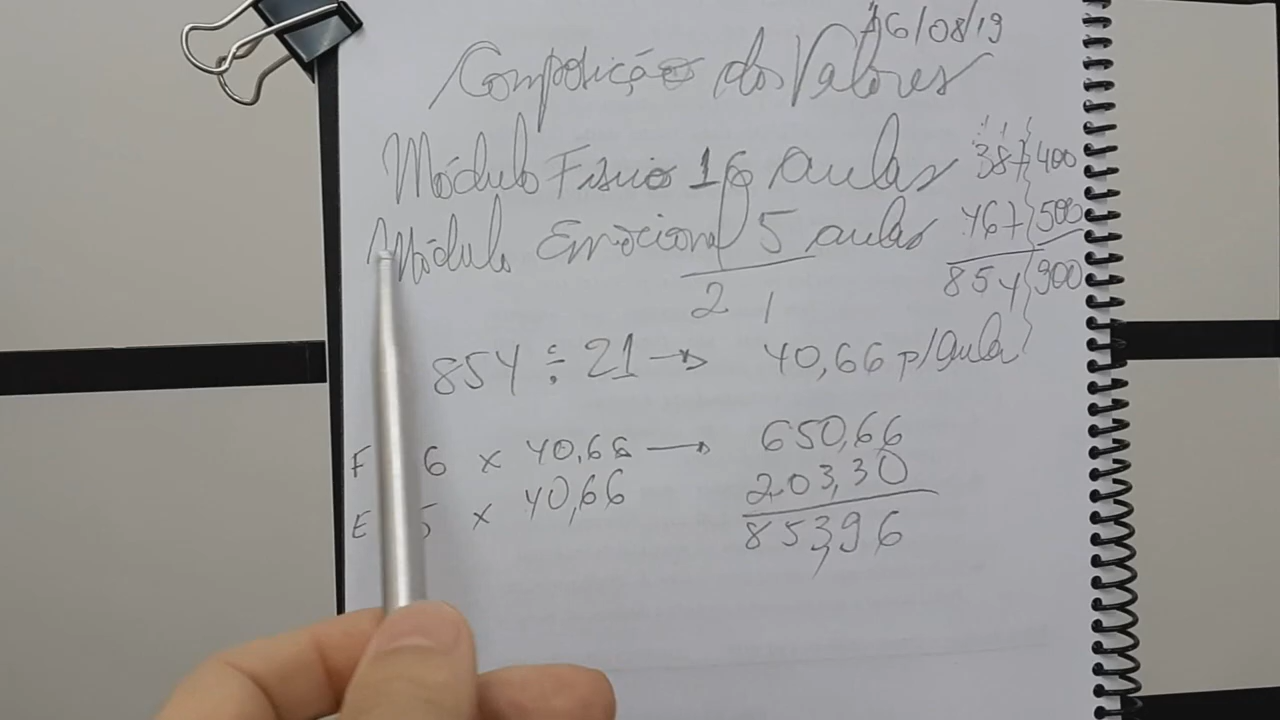 16/08/19
Composição dos Valores
Módulo Físico 16 aulas 387 400
Módulo Emocional 5 aulas 467 500
21 854 900
854 ÷ 21 → 40,66 p/aula
F 6 x 40,66 → 650,66
E 5 x 40,66 203,30
853,96